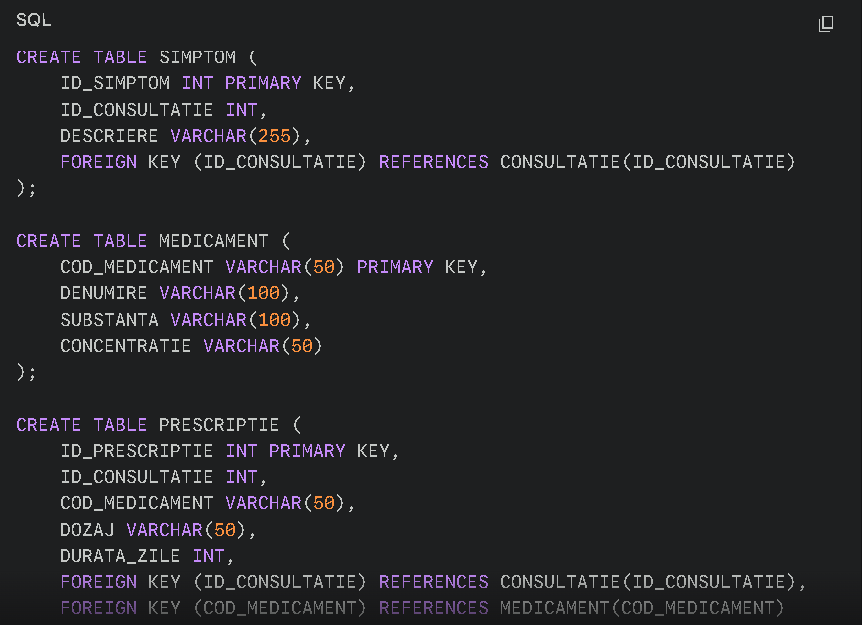 SQL
CREATE TABLE SIMPTOM (
    ID_SIMPTOM INT PRIMARY KEY,
    ID_CONSULTATIE INT,
    DESCRIERE VARCHAR(255),
    FOREIGN KEY (ID_CONSULTATIE) REFERENCES CONSULTATIE(ID_CONSULTATIE)
);
CREATE TABLE MEDICAMENT (
    COD_MEDICAMENT VARCHAR(50) PRIMARY KEY,
    DENUMIRE VARCHAR(100),
    SUBSTANTA VARCHAR(100),
    CONCENTRATIE VARCHAR(50)
);
CREATE TABLE PRESCRIPTIE (
    ID_PRESCRIPTIE INT PRIMARY KEY,
    ID_CONSULTATIE INT,
    COD_MEDICAMENT VARCHAR(50),
    DOZAJ VARCHAR(50),
    DURATA_ZILE INT,
    FOREIGN KEY (ID_CONSULTATIE) REFERENCES CONSULTATIE(ID_CONSULTATIE),
    FOREIGN KEY (COD_MEDICAMENT) REFERENCES MEDICAMENT(COD_MEDICAMENT)